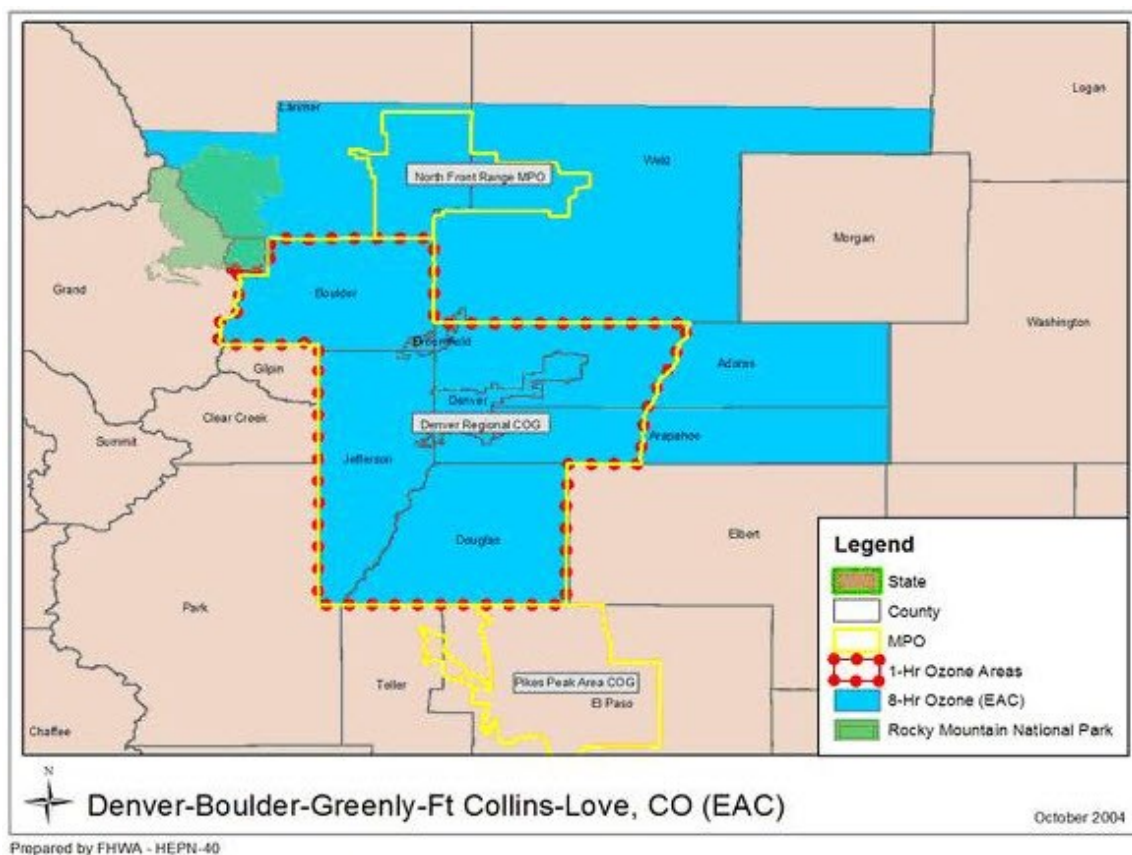 Logan
Larimer
Weld
North Front Range MPO
Morgan
Grand
Boulder
Washington
Broomfield
Gilpin
Adams
Denver
Clear Creek
Denver Regional COG
Arapahoe
Summit
Jefferson
Douglas
Elbert
Park
Teller
Pikes Peak Area COG
El Paso
Chaffee
Legend
State
County
MPO
1-Hr Ozone Areas
8-Hr Ozone (EAC)
Rocky Mountain National Park
N
Denver-Boulder-Greenly-Ft Collins-Love, CO (EAC)
October 2004
Prepared by FHWA - HEPN-40